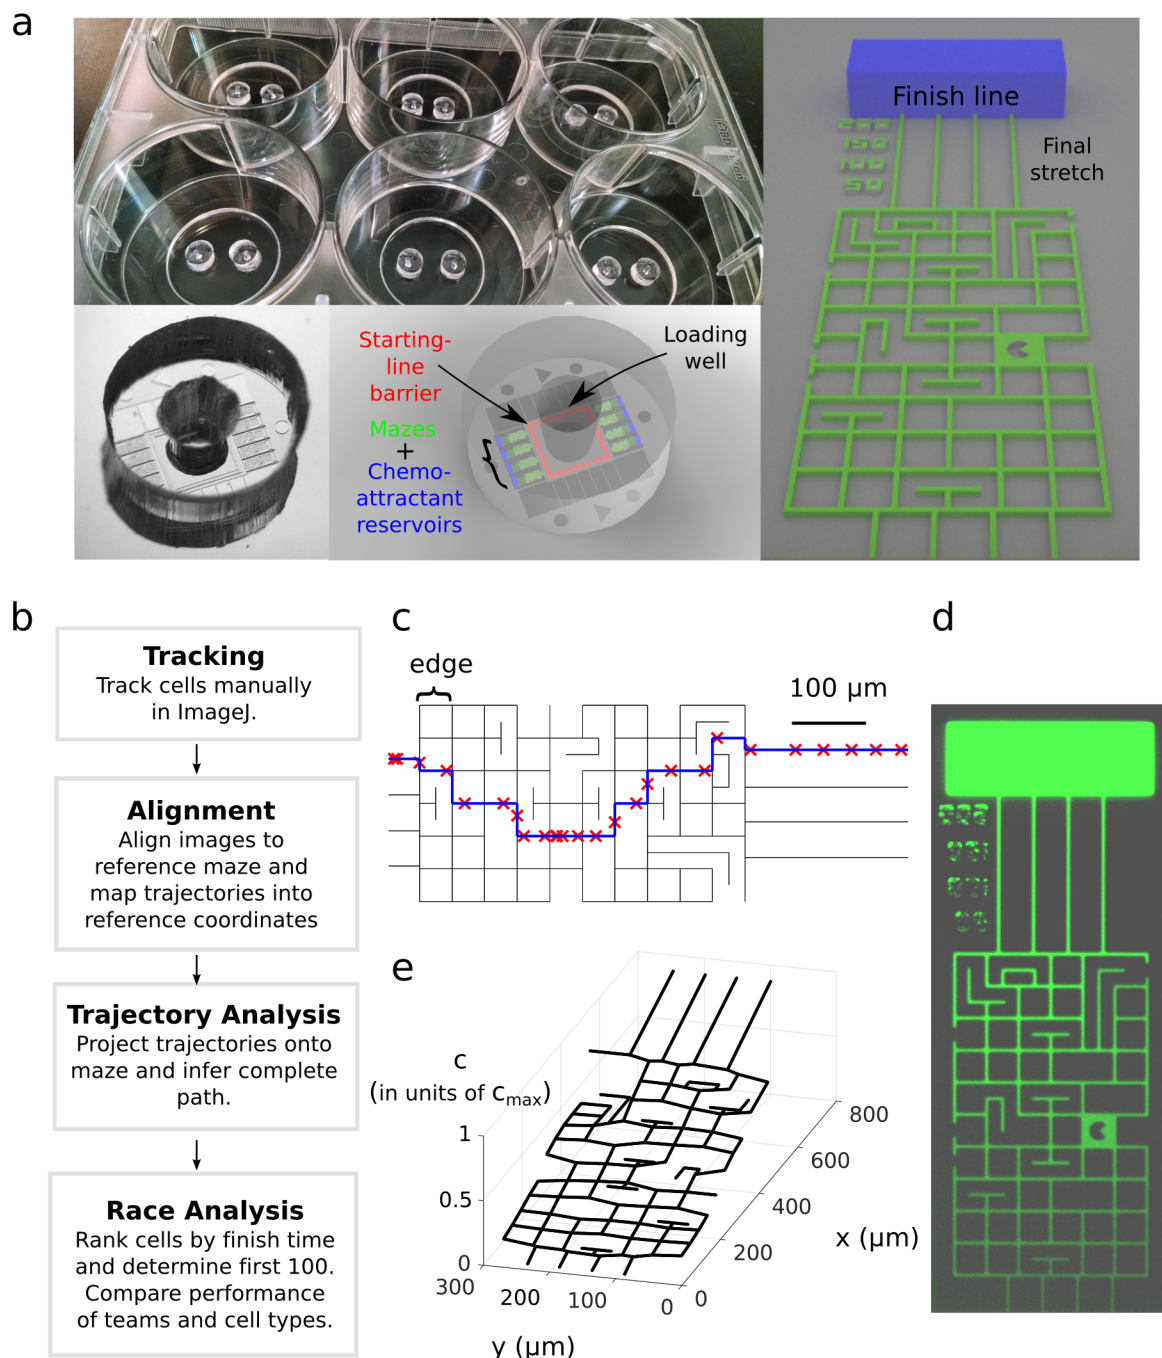 a
Finish line
200
150
100
50
Final
stretch
Starting-
line
barrier
Loading
well
Mazes
+
Chemo-
attractant
reservoirs
b
Tracking
Track cells manually
in ImageJ.
Alignment
Align images to
reference maze and
map trajectories into
reference coordinates
Trajectory Analysis
Project trajectories onto
maze and infer complete
path.
Race Analysis
Rank cells by finish time
and determine first 100.
Compare performance
of teams and cell types.
c
edge
100 μm
d
e
c
(in units of cmax)
1
0.5
0
300
200
100
0
y (μm)
0
200
400
600
800
x (μm)